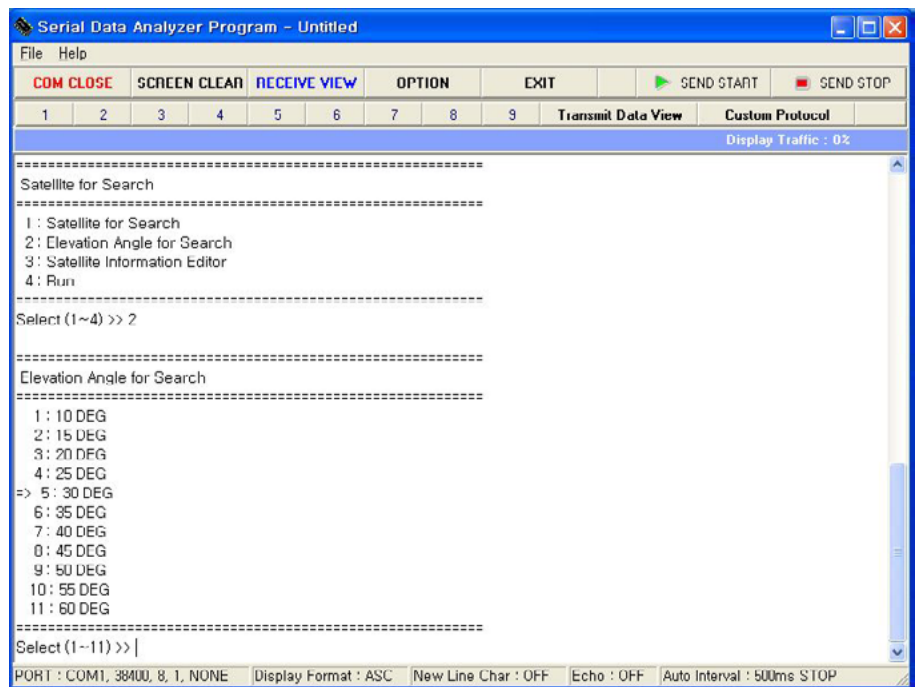 Serial Data Analyzer Program - Untitled
File Help
COM CLOSE SCREEN CLEAR RECEIVE VIEW OPTION EXIT SEND START SEND STOP
1 2 3 4 5 6 7 8 9 Transmit Data View Custom Protocol
Display Traffic : 0%
==========================================================
Satellite for Search
==========================================================
1 : Satellite for Search
2 : Elevation Angle for Search
3 : Satellite Information Editor
4 : Run
==========================================================
Select (1~4) >> 2
==========================================================
Elevation Angle for Search
==========================================================
1 : 10 DEG
2 : 15 DEG
3 : 20 DEG
4 : 25 DEG
=> 5 : 30 DEG
6 : 35 DEG
7 : 40 DEG
8 : 45 DEG
9 : 50 DEG
10 : 55 DEG
11 : 60 DEG
==========================================================
Select (1~11) >>
PORT : COM1, 38400, 8, 1, NONE Display Format : ASC New Line Char : OFF Echo : OFF Auto Interval : 500ms STOP